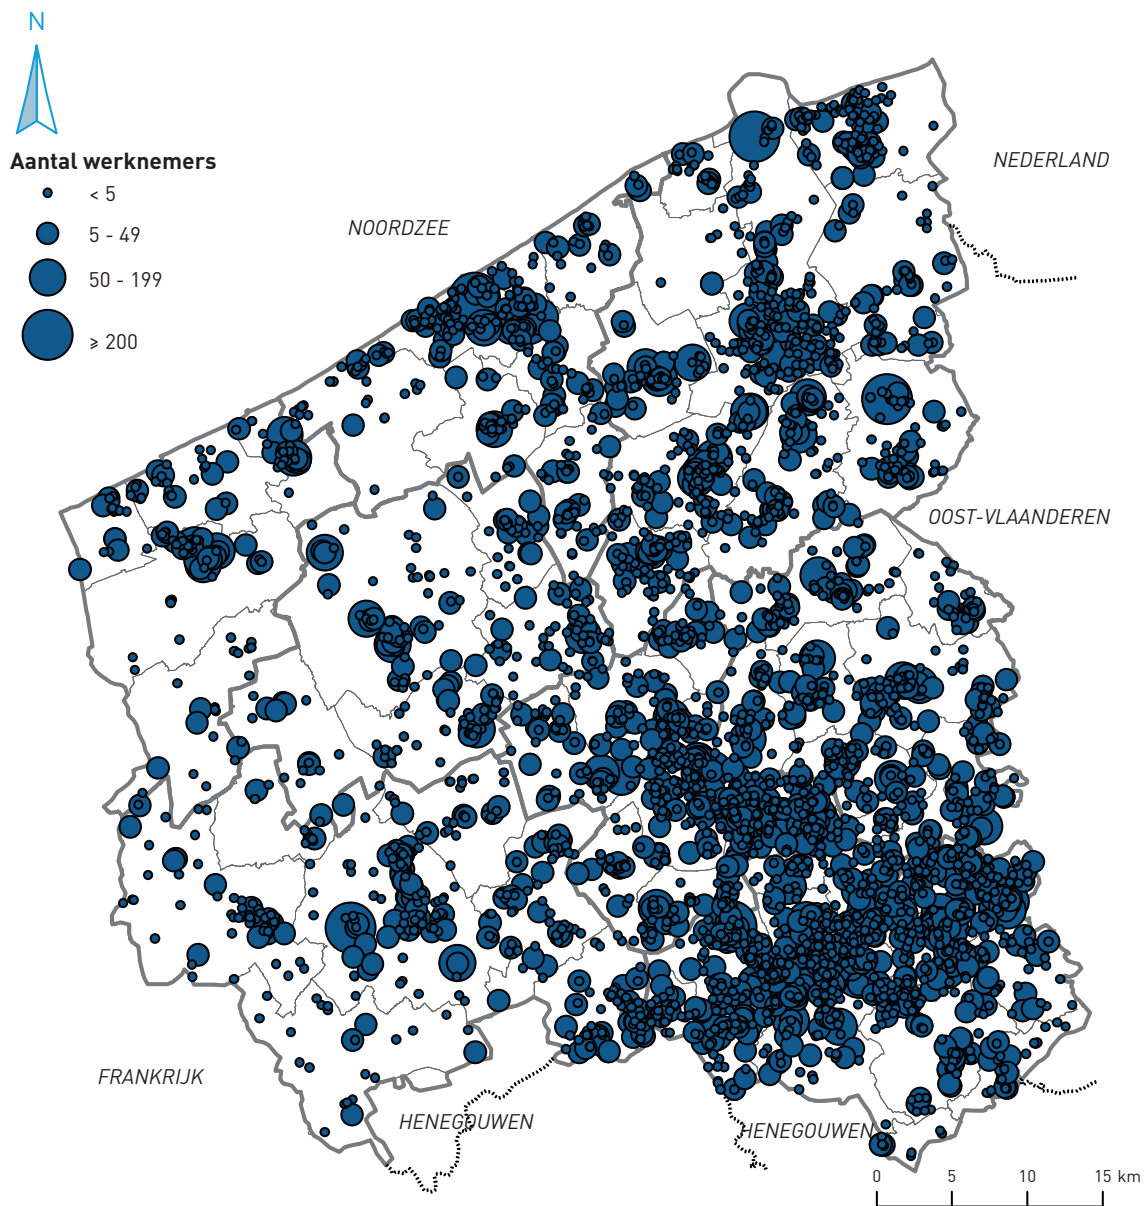 N
Aantal werknemers
< 5
5 - 49
50 - 199
⩾ 200
NOORDZEE
NEDERLAND
OOST-VLAANDEREN
FRANKRIJK
HENEGOUWEN
HENEGOUWEN
0 5 10 15 km